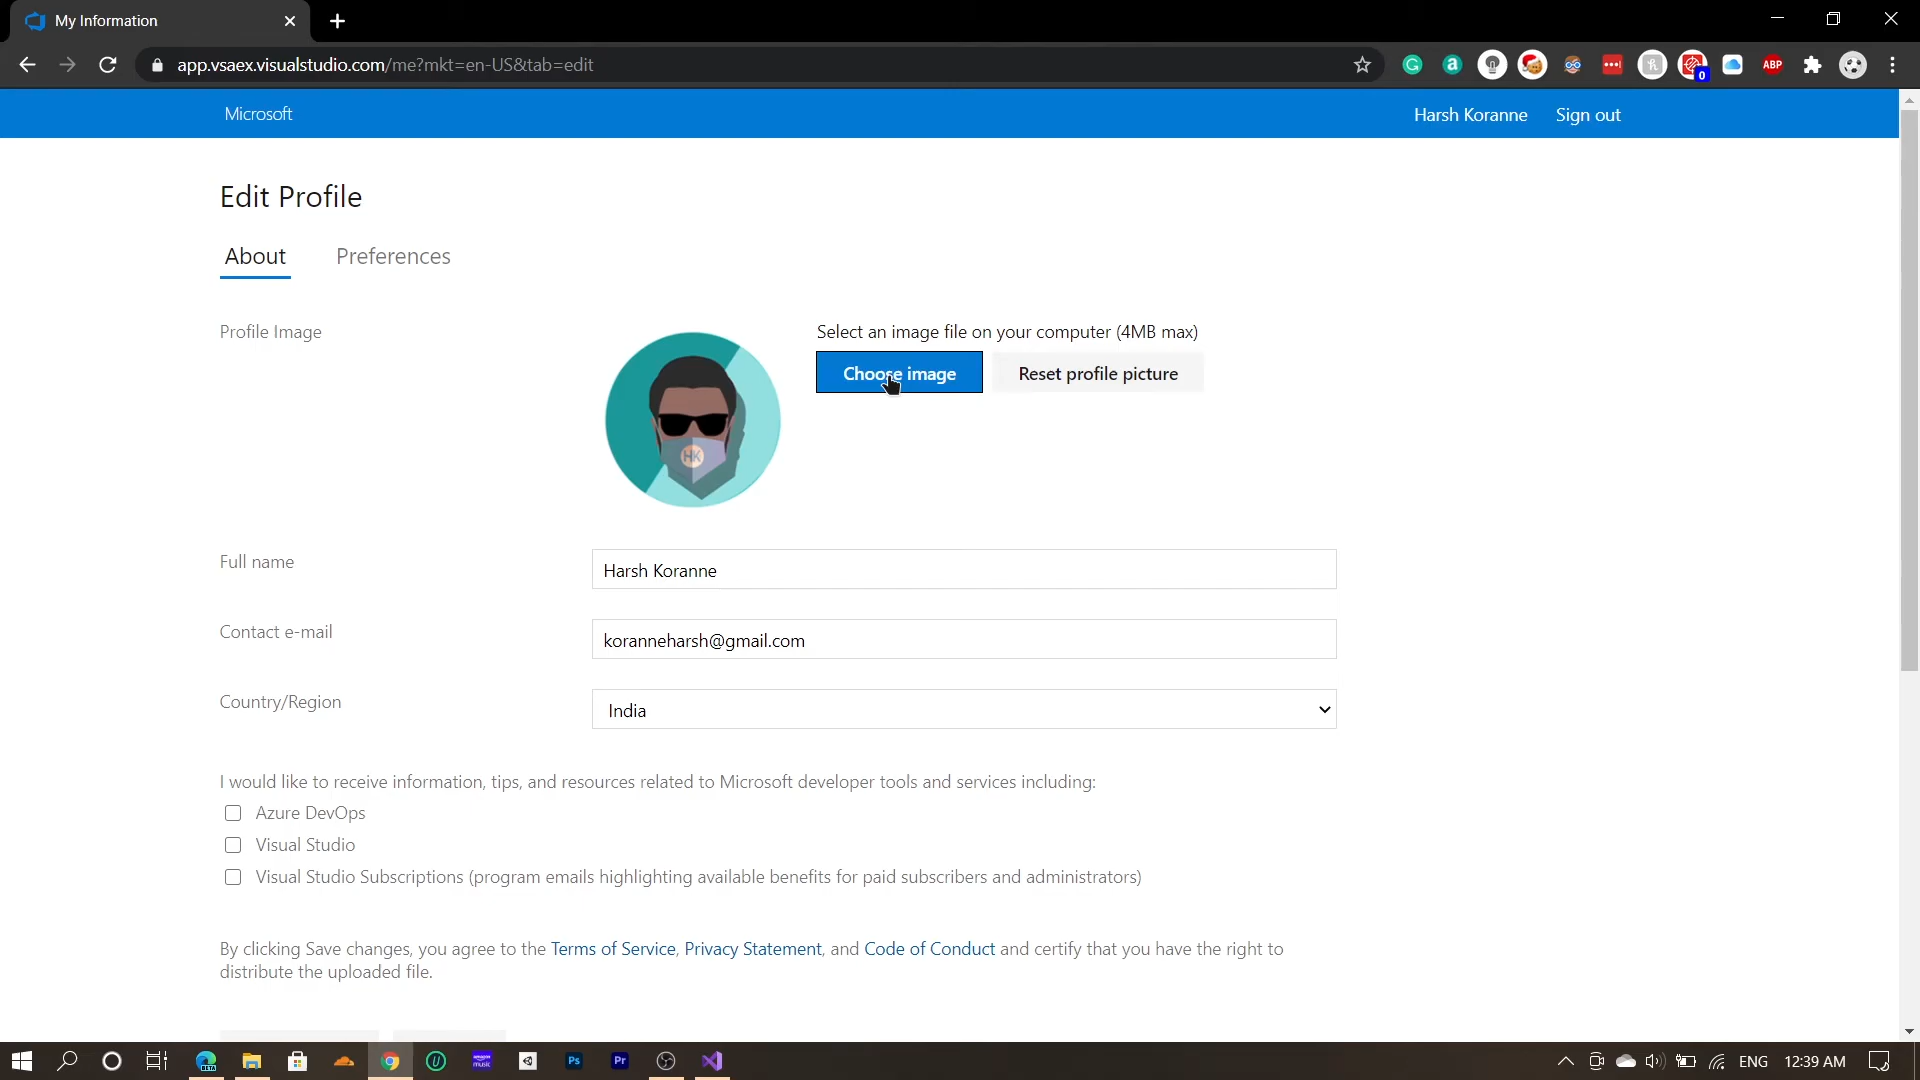 My Information
app.vsaex.visualstudio.com/me?mkt=en-US&tab=edit
0
ABP
Microsoft
Harsh Koranne
Sign out
Edit Profile
About
Preferences
Profile Image
Select an image file on your computer (4MB max)
Choose image
Reset profile picture
HK
Full name
Harsh Koranne
Contact e-mail
koranneharsh@gmail.com
Country/Region
India
I would like to receive information, tips, and resources related to Microsoft developer tools and services including:
Azure DevOps
Visual Studio
Visual Studio Subscriptions (program emails highlighting available benefits for paid subscribers and administrators)
By clicking Save changes, you agree to the Terms of Service, Privacy Statement, and Code of Conduct and certify that you have the right to
distribute the uploaded file.
Ps
Pr
ENG
12:39 AM